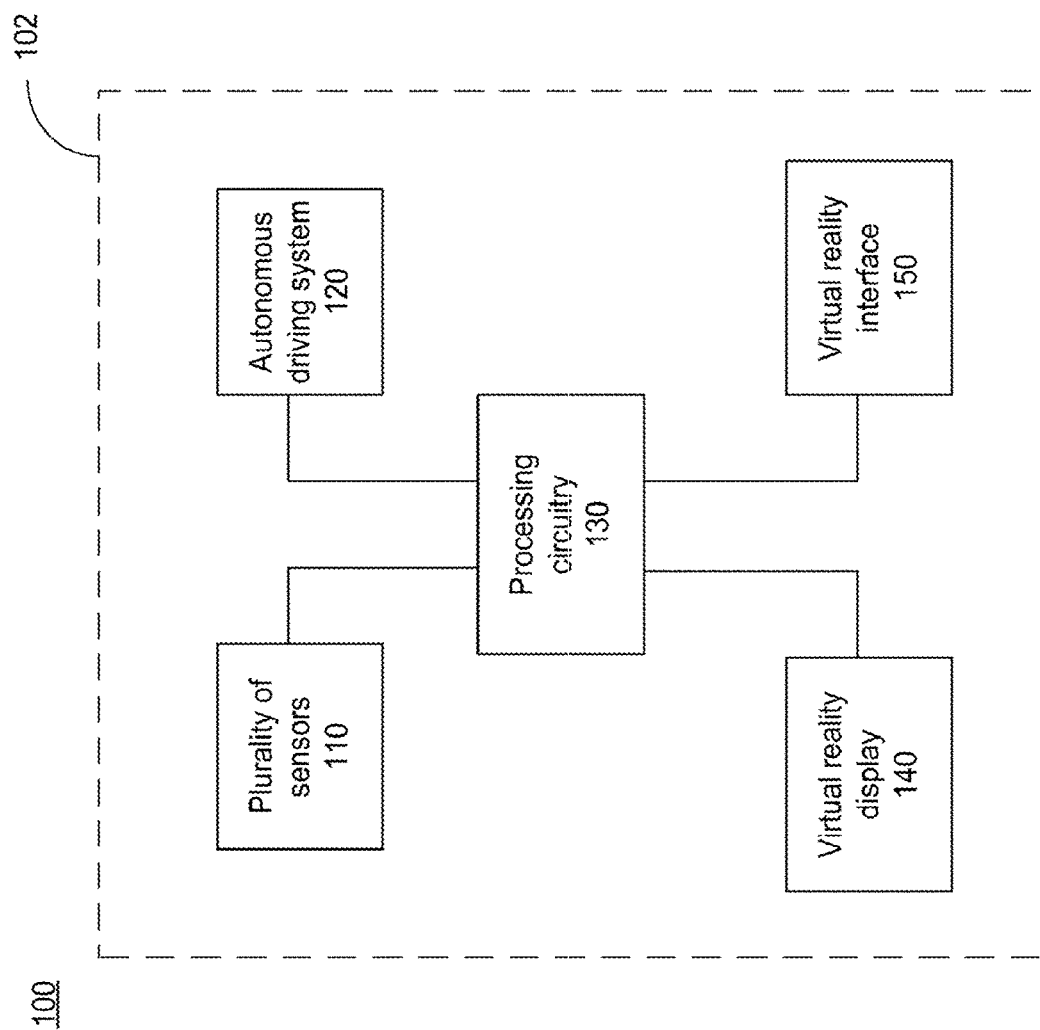 100
102
Plurality of
sensors
110
Autonomous
driving system
120
Processing
circuitry
130
Virtual reality
display
140
Virtual reality
interface
150